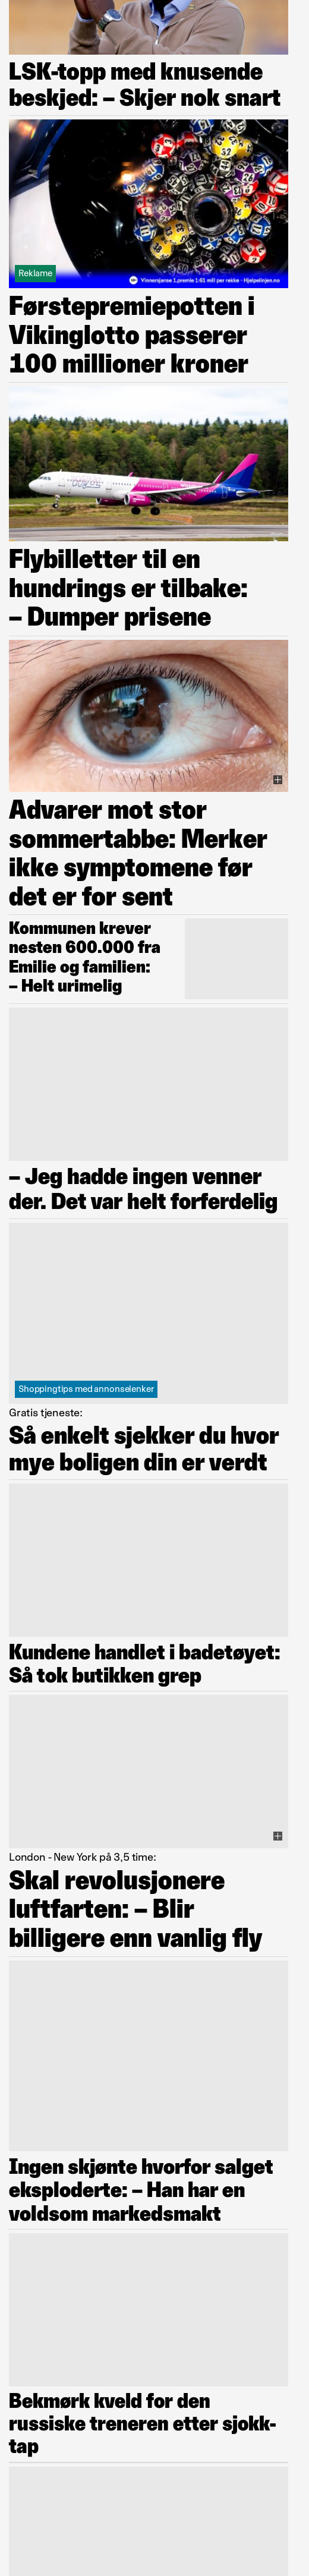 LSK-topp med knusende
beskjed: – Skjer nok snart
32
Reklame
Vinnersjanse 1.premie 1:61 mill per rekke - Hjelpelinjen.no
Førstepremiepotten i
Vikinglotto passerer
100 millioner kroner
Flybilletter til en
hundrings er tilbake:
– Dumper prisene
Advarer mot stor
sommertabbe: Merker
ikke symptomene før
det er for sent
Kommunen krever
nesten 600.000 fra
Emilie og familien:
– Helt urimelig
– Jeg hadde ingen venner
der. Det var helt forferdelig
Shoppingtips med annonselenker
Gratis tjeneste:
Så enkelt sjekker du hvor
mye boligen din er verdt
Kundene handlet i badetøyet:
Så tok butikken grep
London - New York på 3,5 time:
Skal revolusjonere
luftfarten: – Blir
billigere enn vanlig fly
Ingen skjønte hvorfor salget
eksploderte: – Han har en
voldsom markedsmakt
Bekmørk kveld for den
russiske treneren etter sjokk-
tap